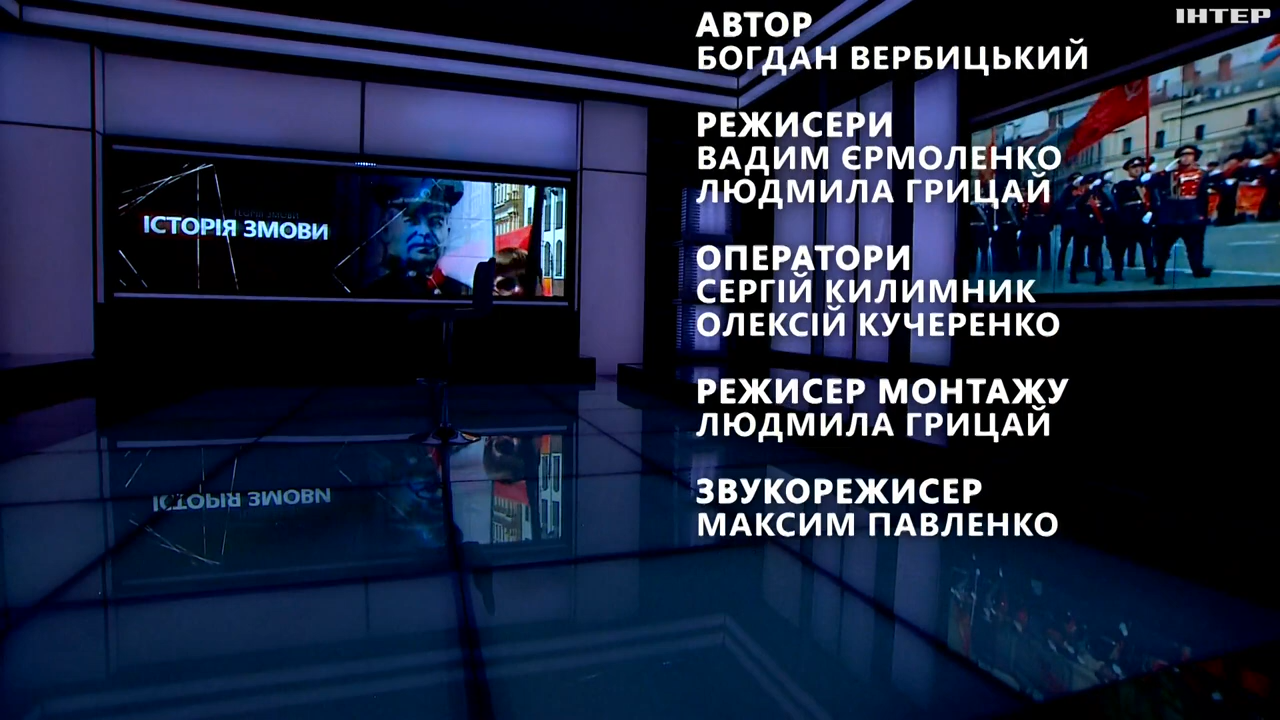 ІНТЕР
АВТОР
БОГДАН ВЕРБИЦЬКИЙ
РЕЖИСЕРИ
ВАДИМ ЄРМОЛЕНКО
ЛЮДМИЛА ГРИЦАЙ
ОПЕРАТОРИ
СЕРГІЙ КИЛИМНИК
ОЛЕКСІЙ КУЧЕРЕНКО
РЕЖИСЕР МОНТАЖУ
ЛЮДМИЛА ГРИЦАЙ
ЗВУКОРЕЖИСЕР
МАКСИМ ПАВЛЕНКО
ІСТОРІЯ ЗМОВИ